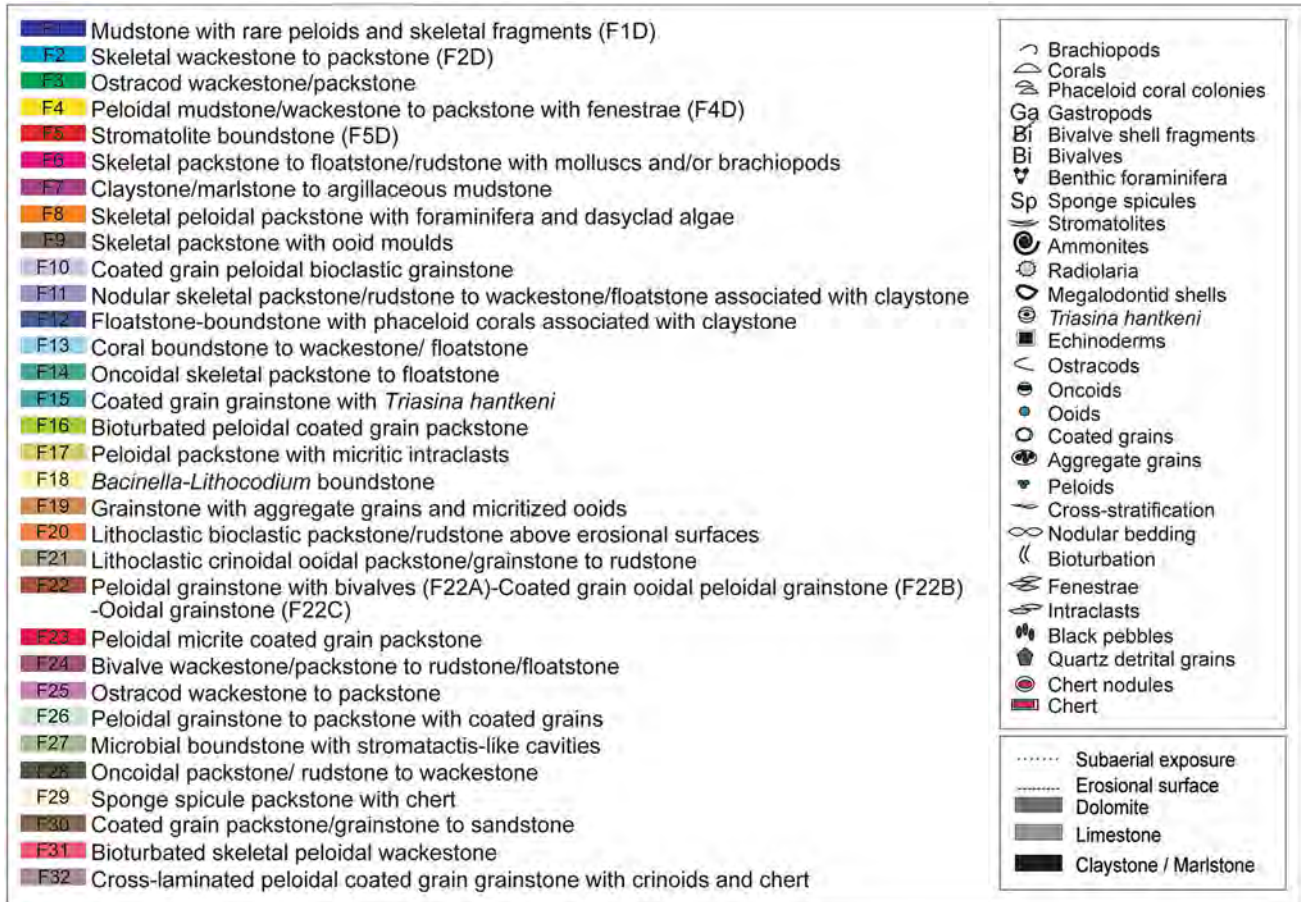 F1 Mudstone with rare peloids and skeletal fragments (F1D)
F2 Skeletal wackestone to packstone (F2D)
F3 Ostracod wackestone/packstone
F4 Peloidal mudstone/wackestone to packstone with fenestrae (F4D)
F5 Stromatolite boundstone (F5D)
F6 Skeletal packstone to floatstone/rudstone with molluscs and/or brachiopods
F7 Claystone/marlstone to argillaceous mudstone
F8 Skeletal peloidal packstone with foraminifera and dasyclad algae
F9 Skeletal packstone with ooid moulds
F10 Coated grain peloidal bioclastic grainstone
F11 Nodular skeletal packstone/rudstone to wackestone/floatstone associated with claystone
F12 Floatstone-boundstone with phaceloid corals associated with claystone
F13 Coral boundstone to wackestone/ floatstone
F14 Oncoidal skeletal packstone to floatstone
F15 Coated grain grainstone with Triasina hantkeni
F16 Bioturbated peloidal coated grain packstone
F17 Peloidal packstone with micritic intraclasts
F18 Bacinella-Lithocodium boundstone
F19 Grainstone with aggregate grains and micritized ooids
F20 Lithoclastic bioclastic packstone/rudstone above erosional surfaces
F21 Lithoclastic crinoidal ooidal packstone/grainstone to rudstone
F22 Peloidal grainstone with bivalves (F22A)-Coated grain ooidal peloidal grainstone (F22B)
-Ooidal grainstone (F22C)
F23 Peloidal micrite coated grain packstone
F24 Bivalve wackestone/packstone to rudstone/floatstone
F25 Ostracod wackestone to packstone
F26 Peloidal grainstone to packstone with coated grains
F27 Microbial boundstone with stromatactis-like cavities
F28 Oncoidal packstone/ rudstone to wackestone
F29 Sponge spicule packstone with chert
F30 Coated grain packstone/grainstone to sandstone
F31 Bioturbated skeletal peloidal wackestone
F32 Cross-laminated peloidal coated grain grainstone with crinoids and chert
Brachiopods
Corals
Phaceloid coral colonies
Ga Gastropods
Bi Bivalve shell fragments
Bi Bivalves
Benthic foraminifera
Sp Sponge spicules
Stromatolites
Ammonites
Radiolaria
Megalodontid shells
Triasina hantkeni
Echinoderms
Ostracods
Oncoids
Ooids
Coated grains
Aggregate grains
Peloids
Cross-stratification
Nodular bedding
Bioturbation
Fenestrae
Intraclasts
Black pebbles
Quartz detrital grains
Chert nodules
Chert
Subaerial exposure
Erosional surface
Dolomite
Limestone
Claystone / Marlstone